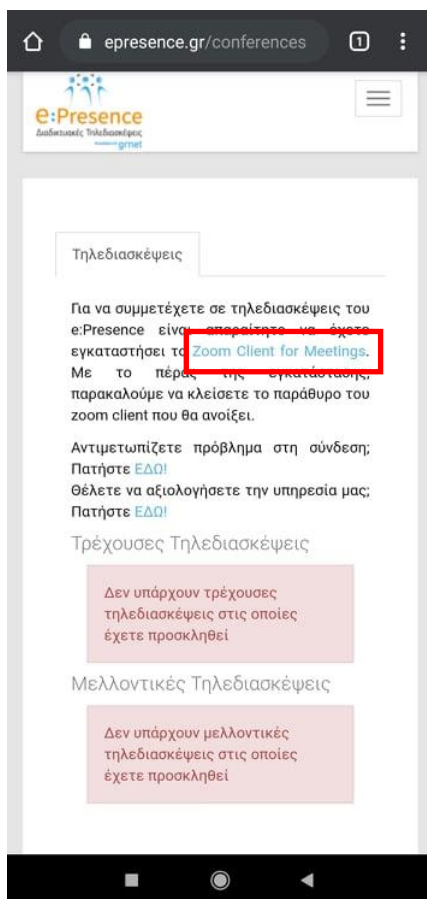 epresence.gr/conferences
1
e:Presence
Διαδικτυακές Τηλεδιασκέψεις
grnet
Τηλεδιασκέψεις
Για να συμμετέχετε σε τηλεδιασκέψεις του
e:Presence είναι απαραίτητο να έχετε
εγκαταστήσει το Zoom Client for Meetings.
Με το πέρας της εγκατάστασης,
παρακαλούμε να κλείσετε το παράθυρο του
zoom client που θα ανοίξει.
Αντιμετωπίζετε πρόβλημα στη σύνδεση;
Πατήστε ΕΔΩ!
Θέλετε να αξιολογήσετε την υπηρεσία μας;
Πατήστε ΕΔΩ!
Τρέχουσες Τηλεδιασκέψεις
Δεν υπάρχουν τρέχουσες
τηλεδιασκέψεις στις οποίες
έχετε προσκληθεί
Μελλοντικές Τηλεδιασκέψεις
Δεν υπάρχουν μελλοντικές
τηλεδιασκέψεις στις οποίες
έχετε προσκληθεί